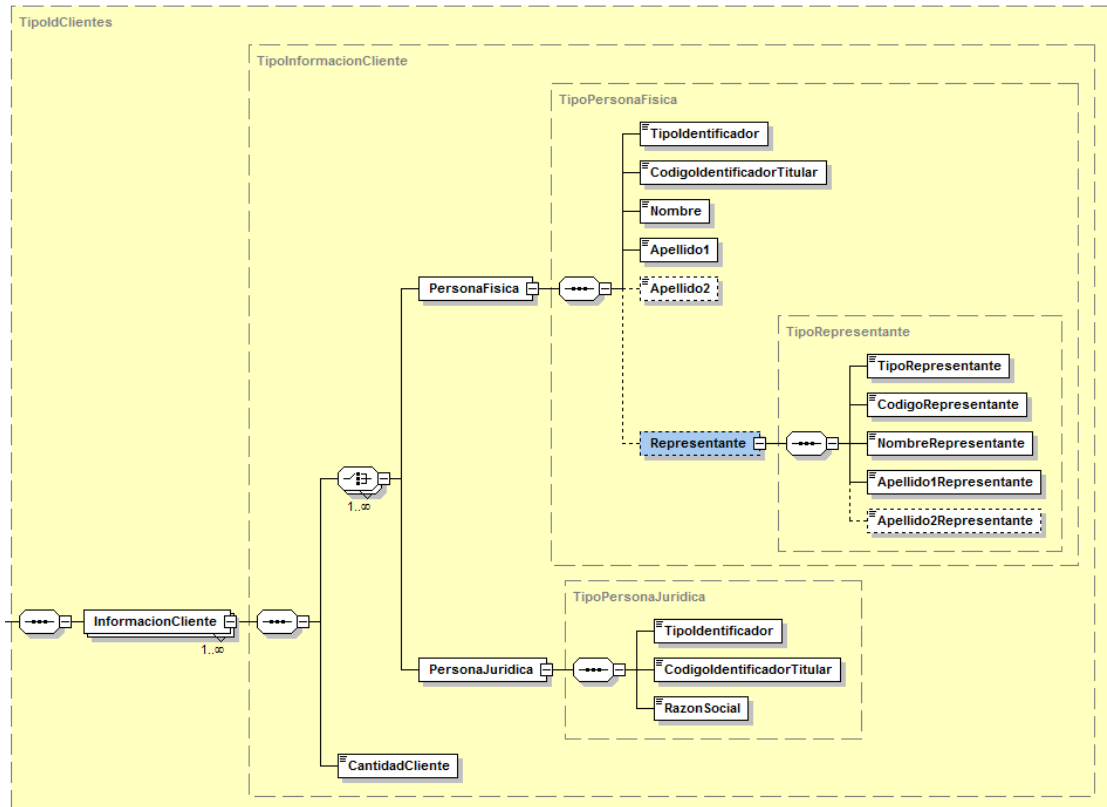 TipoIdClientes
TipoInformacionCliente
TipoPersonaFisica
TipoIdentificador
CodigoIdentificadorTitular
Nombre
Apellido1
PersonaFisica
Apellido2
TipoRepresentante
TipoRepresentante
CodigoRepresentante
Representante
NombreRepresentante
Apellido1Representante
1..∞
Apellido2Representante
TipoPersonaJuridica
InformacionCliente
1..∞
TipoIdentificador
PersonaJuridica
CodigoIdentificadorTitular
RazonSocial
CantidadCliente